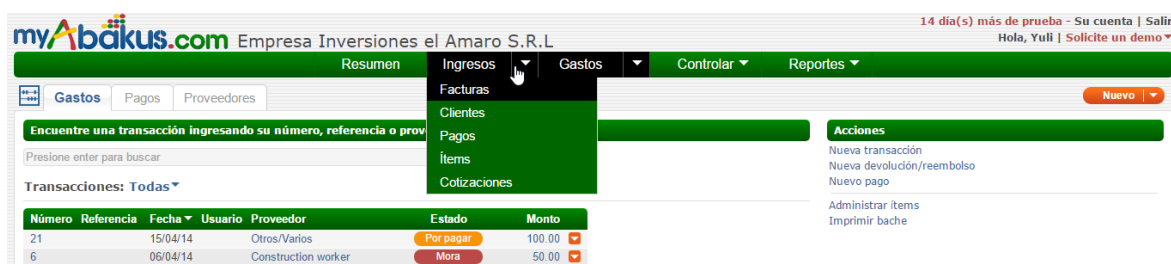 14 día(s) más de prueba - Su cuenta | Salir
myAbakus.com Empresa Inversiones el Amaro S.R.L
Hola, Yuli | Solicite un demo
Resumen Ingresos Gastos Controlar Reportes
Facturas
Clientes
Pagos
Ítems
Cotizaciones
Gastos Pagos Proveedores
Nuevo
Encuentre una transacción ingresando su número, referencia o
Presione enter para buscar
Transacciones: Todas
Número Referencia Fecha Usuario Proveedor Estado Monto
21 15/04/14 Otros/Varios Por pagar 100.00
6 06/04/14 Construction worker Mora 50.00
Acciones
Nueva transacción
Nueva devolución/reembolso
Nuevo pago
Administrar ítems
Imprimir bache